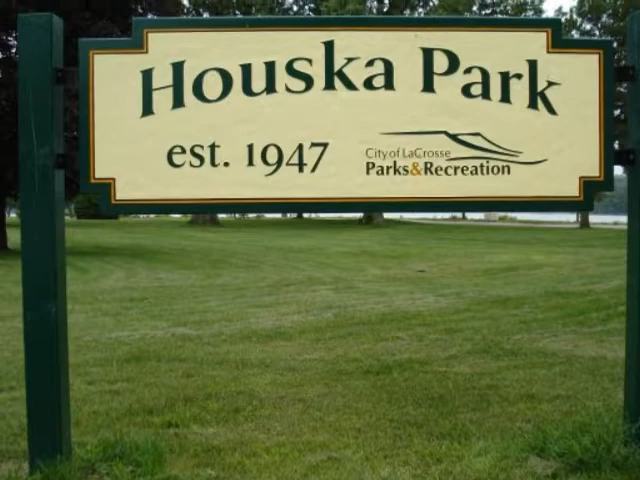 Houska Park
est. 1947
City of LaCrosse
Parks&Recreation